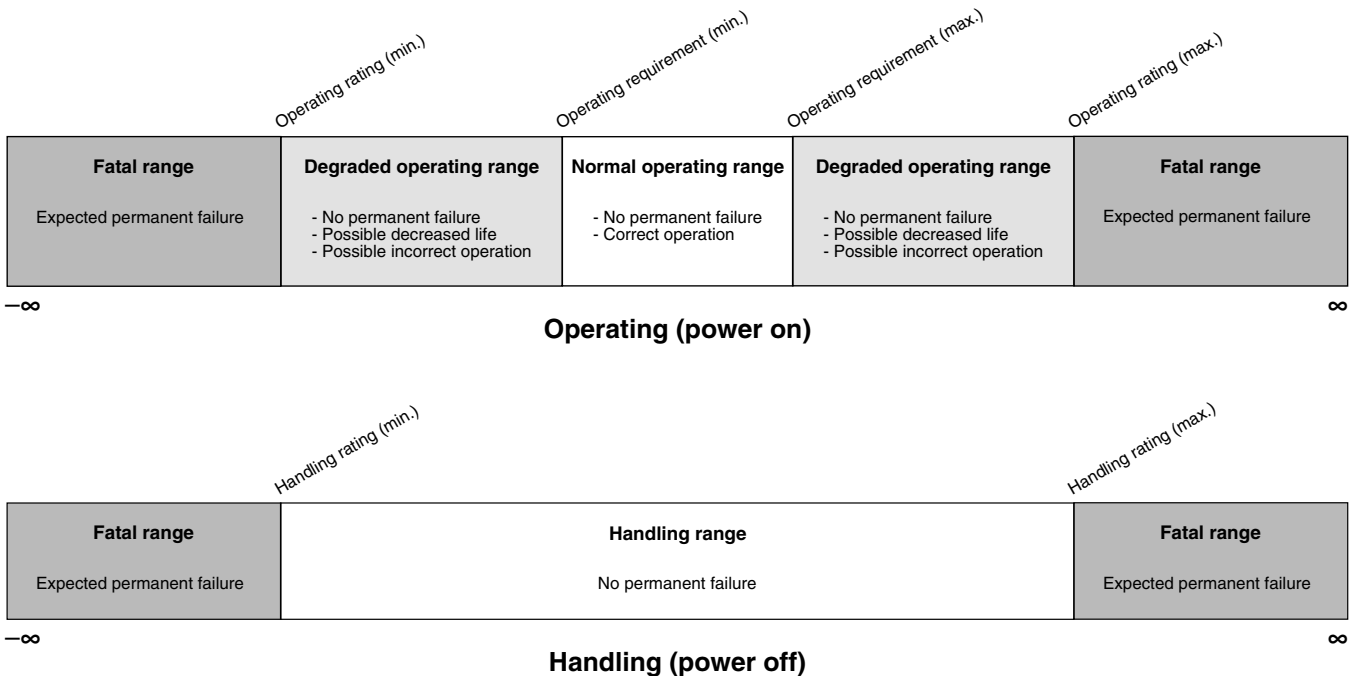 Operating rating (min.)
Operating requirement (min.)
Operating requirement (max.)
Operating rating (max.)
Fatal range
Degraded operating range
Normal operating range
Degraded operating range
Fatal range
Expected permanent failure
- No permanent failure
- Possible decreased life
- Possible incorrect operation
- No permanent failure
- Correct operation
- No permanent failure
- Possible decreased life
- Possible incorrect operation
Expected permanent failure
–∞
∞
Operating (power on)
Handling rating (min.)
Handling rating (max.)
Fatal range
Handling range
Fatal range
Expected permanent failure
No permanent failure
Expected permanent failure
–∞
∞
Handling (power off)